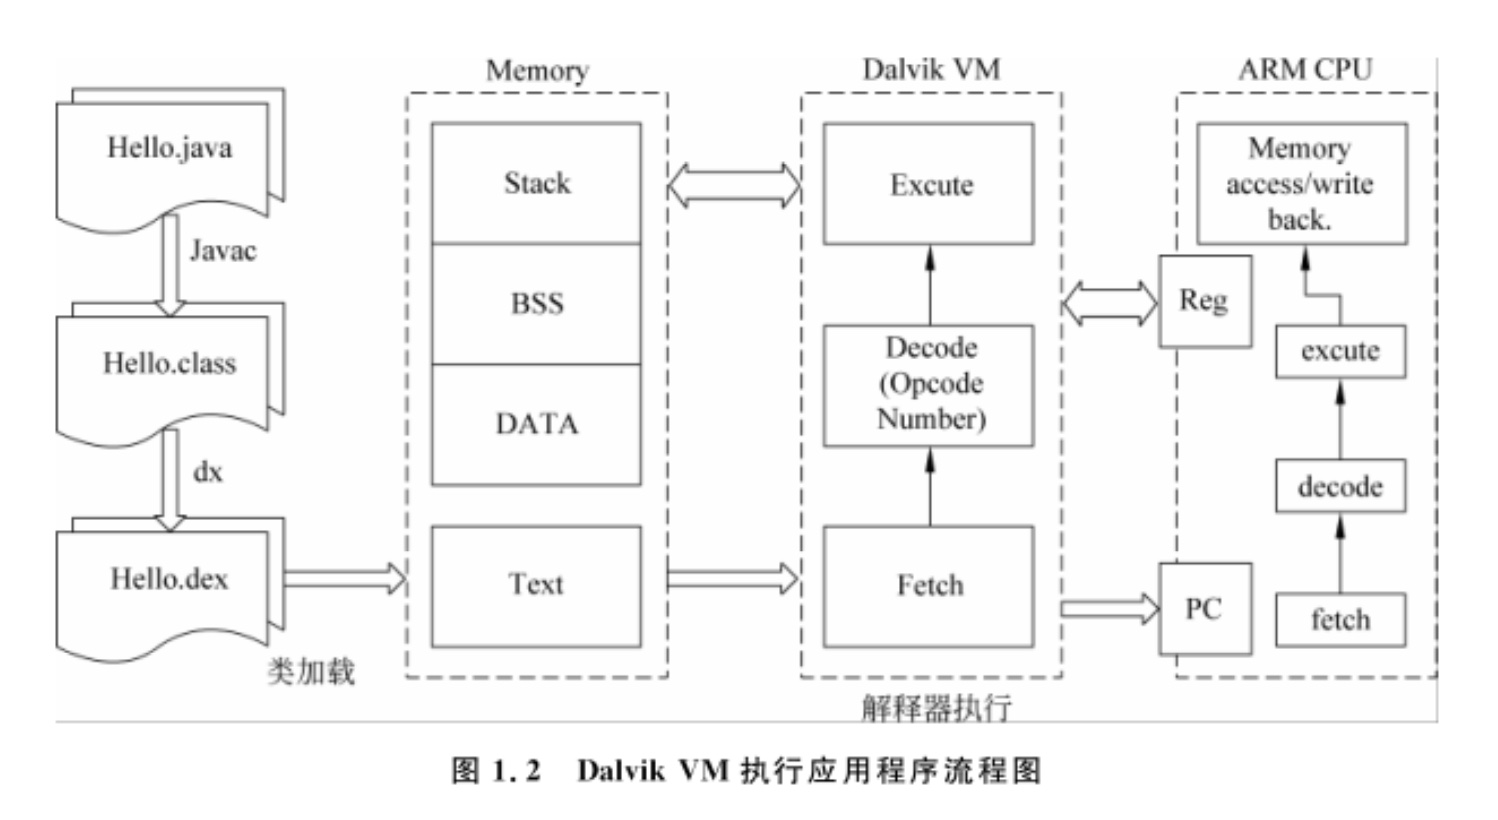 Hello.java
Javac
Hello.class
dx
Hello.dex
类加载
Memory
Stack
BSS
DATA
Text
Dalvik VM
Excute
Decode
(Opcode
Number)
Fetch
解释器执行
ARM CPU
Memory
access/write
back.
Reg
excute
decode
PC
fetch
图 1.2 Dalvik VM 执行应用程序流程图